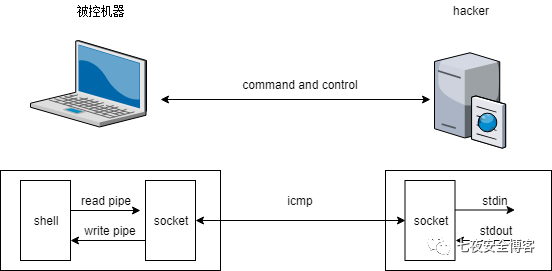 被控机器
hacker
command and control
shell
read pipe
write pipe
socket
icmp
socket
stdin
stdout
七夜安全博客